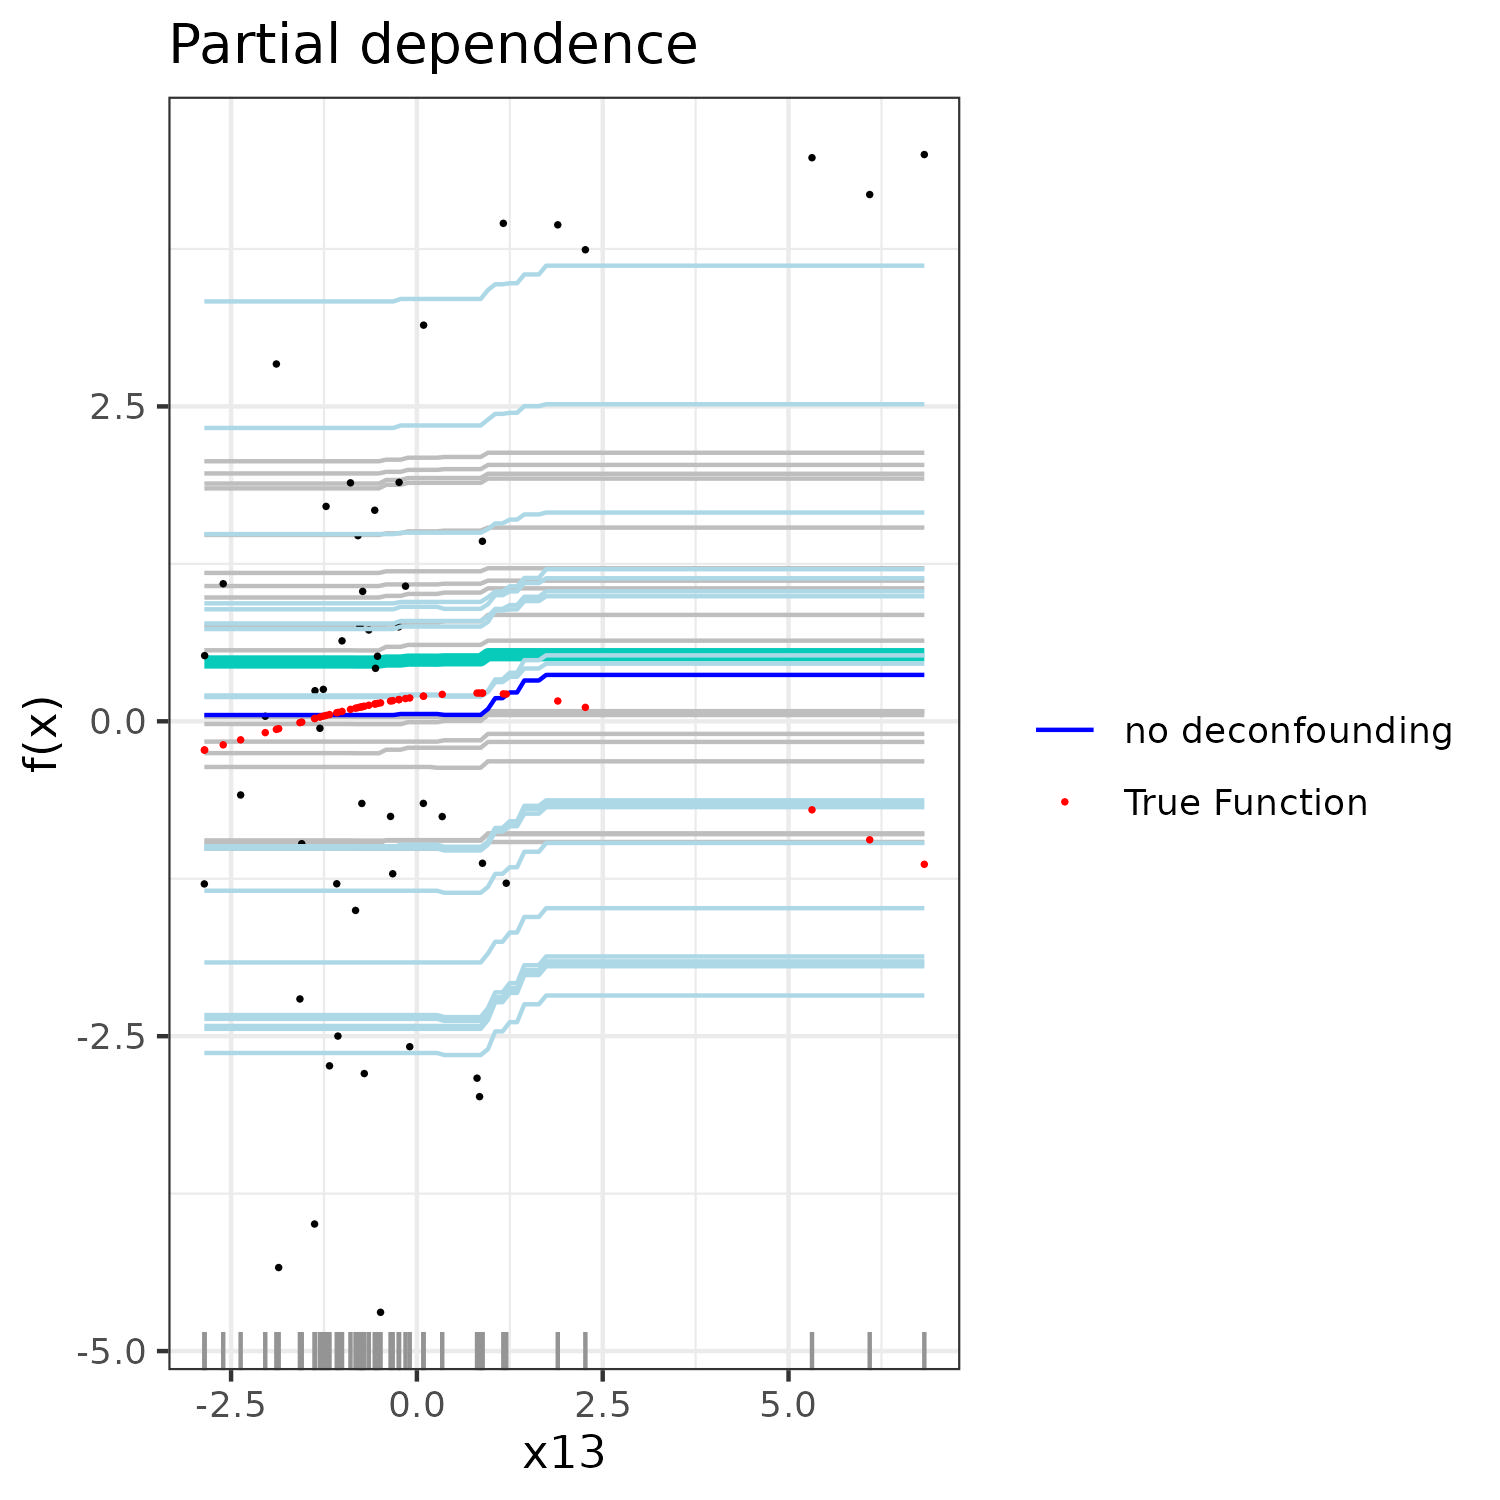 Partial dependence
f(x)
2.5
0.0
-2.5
-5.0
-2.5
0.0
2.5
5.0
x13
no deconfounding
True Function